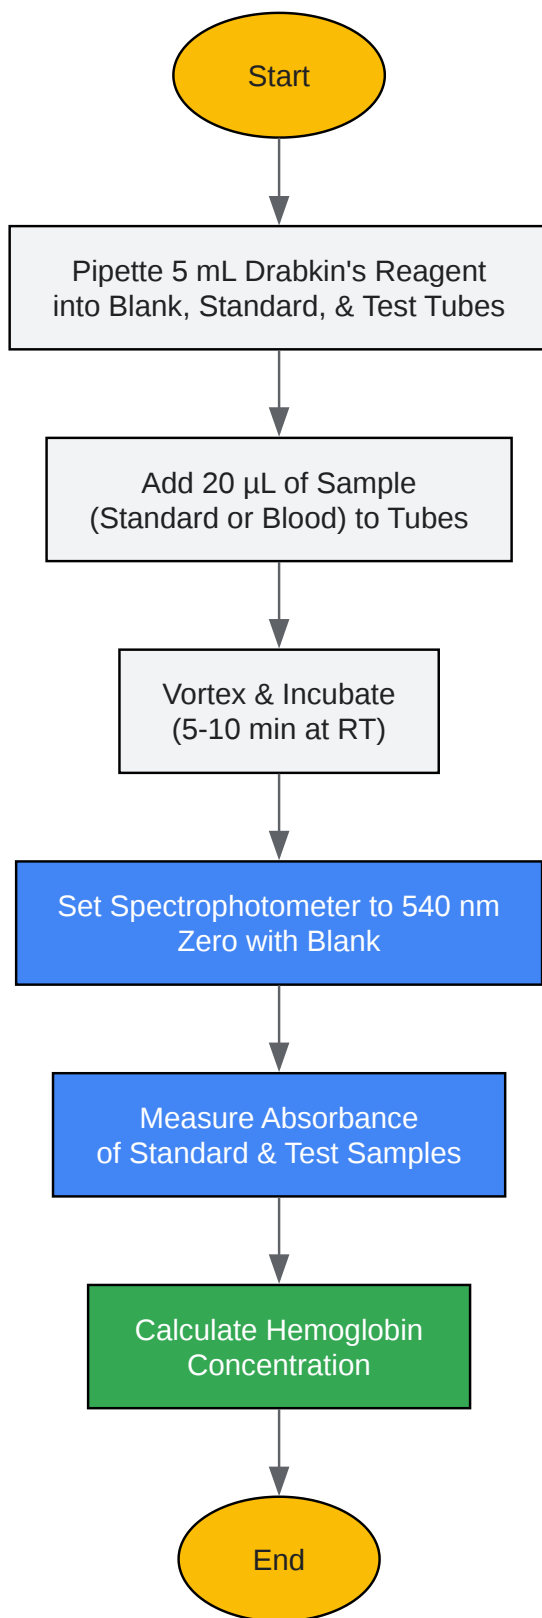 Start
Pipette 5 mL Drabkin's Reagent
into Blank, Standard, & Test Tubes
Add 20 µL of Sample
(Standard or Blood) to Tubes
Vortex & Incubate
(5-10 min at RT)
Set Spectrophotometer to 540 nm
Zero with Blank
Measure Absorbance
of Standard & Test Samples
Calculate Hemoglobin
Concentration
End